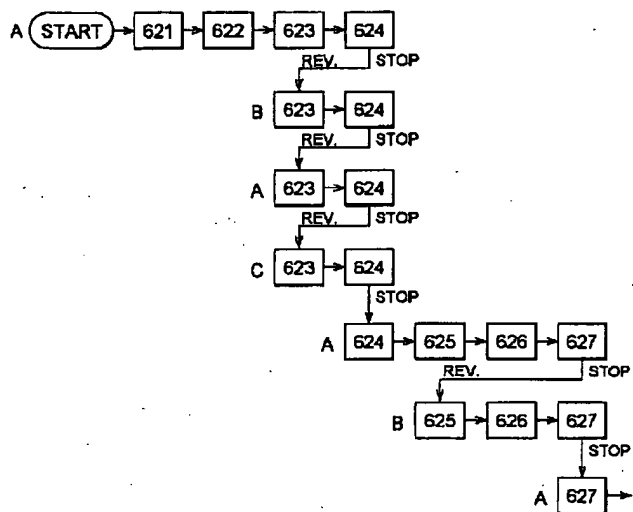 A START 621 622 623 624
REV. STOP
B 623 624
REV. STOP
A 623 624
REV. STOP
C 623 624
STOP
A 624 625 626 627
REV. STOP
B 625 626 627
STOP
A 627